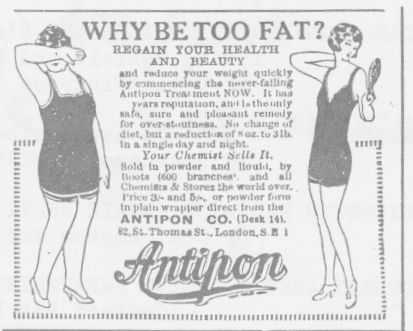 WHY BE TOO FAT?
REGAIN YOUR HEALTH
AND BEAUTY
and reduce your weight quickly
by commencing the never-failing
Antipon Treatment NOW. It has
years reputation, and is the only
safe, sure and pleasant remedy
for over-stoutness. No change of
diet, but a reduction of 8 oz. to 3lb.
in a single day and night.
Your Chemist Sells It.
Sold in powder and liquid, by
Boots (600 branches), and all
Chemists & Stores the world over.
Price 3/- and 5/-, or powder form
in plain wrapper direct from the
ANTIPON CO. (Desk 14),
82, St. Thomas St., London, S.E 1
Antipon